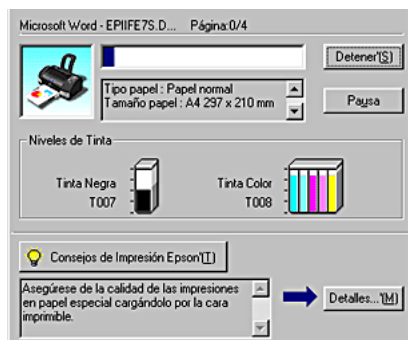 Microsoft Word - EPIIFE7S.D... Página:0/4
Detener'(S)
Tipo papel : Papel normal
Tamaño papel : A4 297 x 210 mm
Pausa
Niveles de Tinta
Tinta Negra
T007
Tinta Color
T008
Consejos de Impresión Epson'(T)
Asegúrese de la calidad de las impresiones
en papel especial cargándolo por la cara
imprimible.
Detalles...'(M)